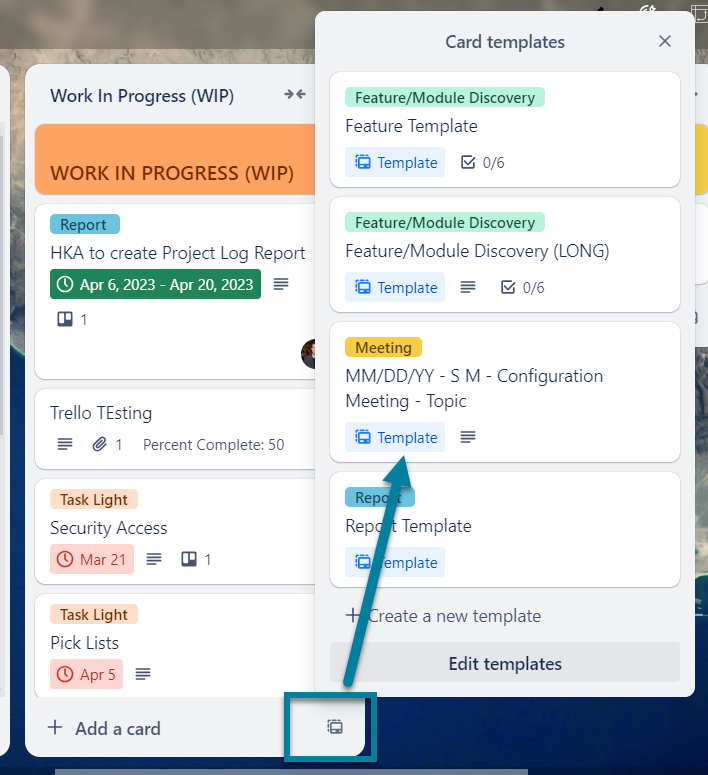 Work In Progress (WIP)
WORK IN PROGRESS (WIP)
Report
HKA to create Project Log Report
Apr 6, 2023 - Apr 20, 2023
1
Trello TEsting
1 Percent Complete: 50
Task Light
Security Access
Mar 21 1
Task Light
Pick Lists
Apr 5
+ Add a card
Card templates
Feature/Module Discovery
Feature Template
Template 0/6
Feature/Module Discovery
Feature/Module Discovery (LONG)
Template 0/6
Meeting
MM/DD/YY - S M - Configuration
Meeting - Topic
Template
Report
Report Template
Template
+ Create a new template
Edit templates